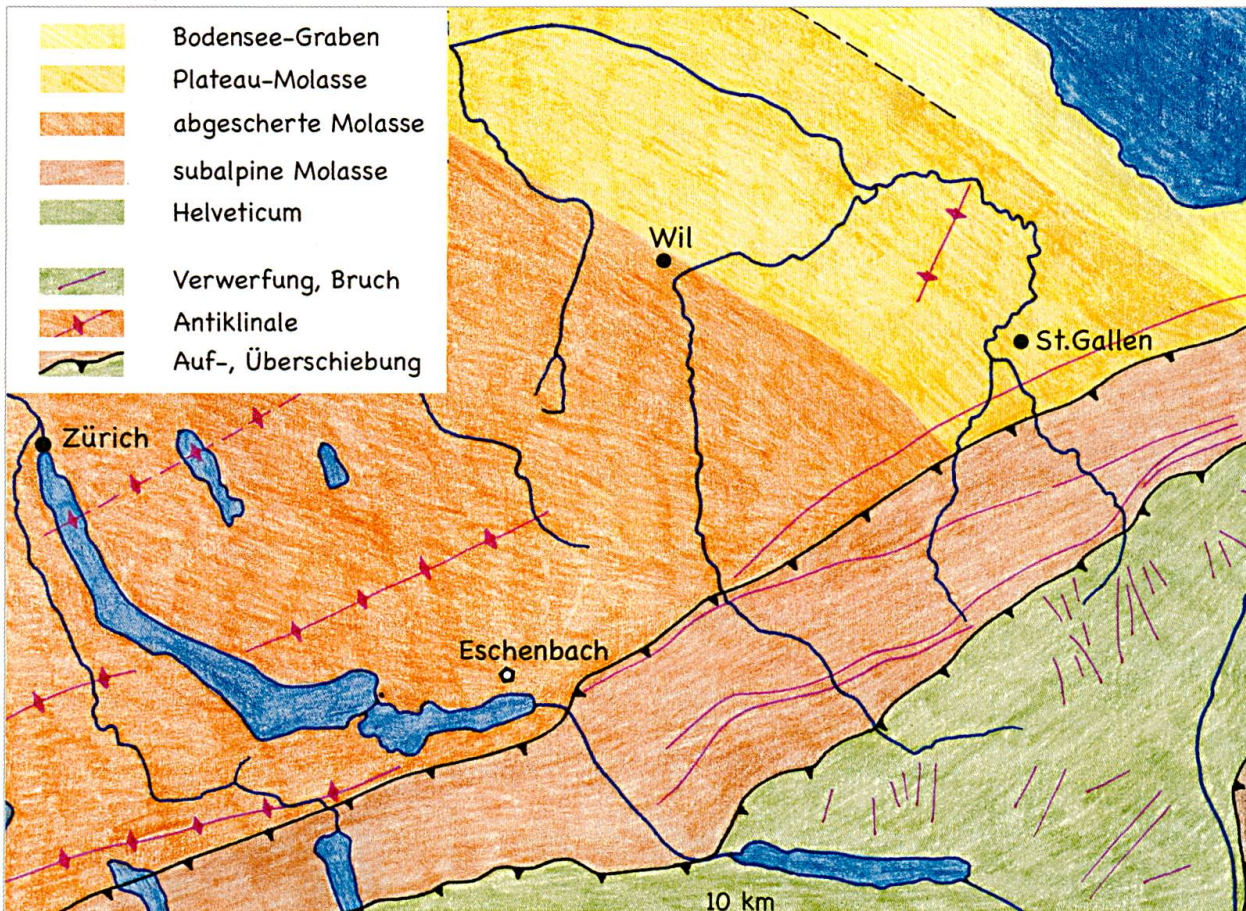 Bodensee-Graben
Plateau-Molasse
abgescherte Molasse
subalpine Molasse
Helveticum
Verwerfung, Bruch
Antiklinale
Auf-, Überschiebung
Wil
St.Gallen
Zürich
Eschenbach
10 km